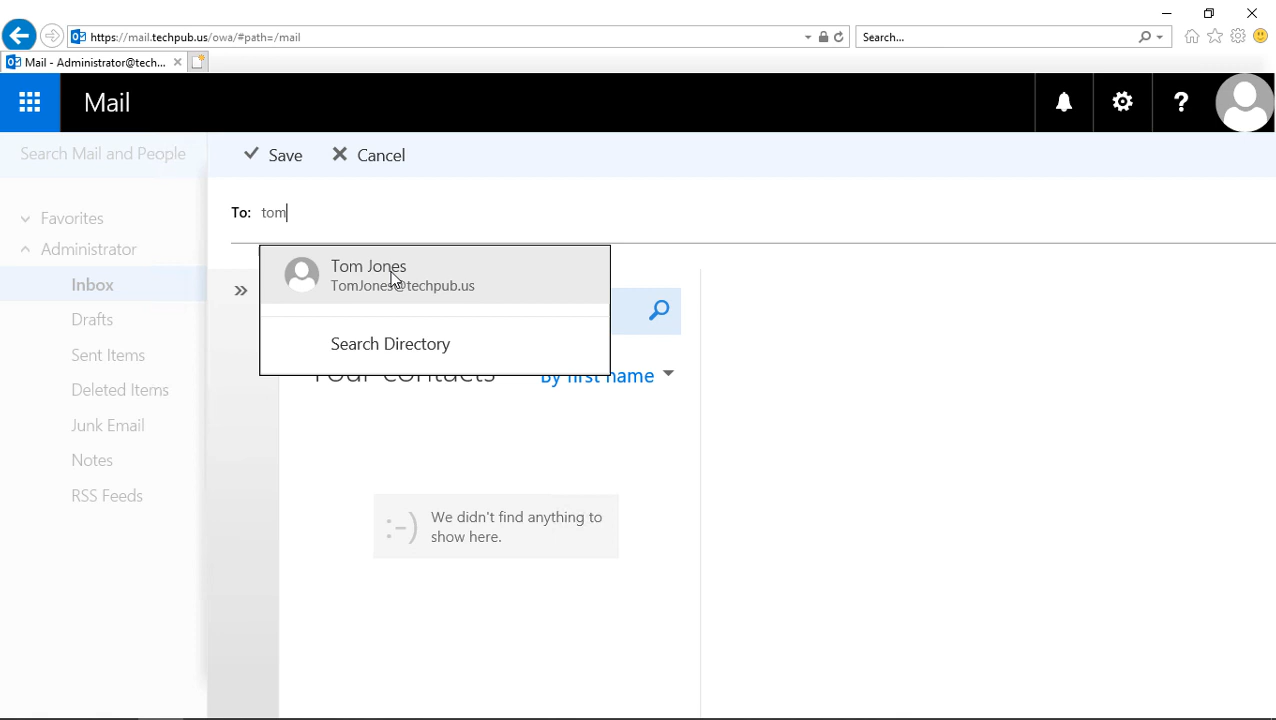 https://mail.techpub.us/owa/#path=/mail
Search...
Mail - Administrator@tech...
Mail
?
Search Mail and People
Save
Cancel
To: tom
Favorites
Administrator
Inbox
Drafts
Sent Items
Deleted Items
Junk Email
Notes
RSS Feeds
Tom Jones
TomJones@techpub.us
Search Directory
Your contacts
By first name
:-)
We didn't find anything to
show here.